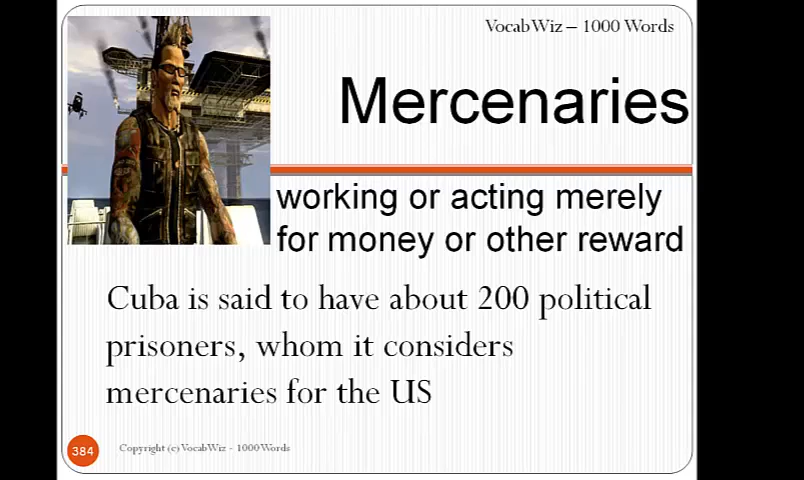 VocabWiz – 1000 Words
Mercenaries
working or acting merely
for money or other reward
Cuba is said to have about 200 political
prisoners, whom it considers
mercenaries for the US
384
Copyright (c) VocabWiz - 1000 Words